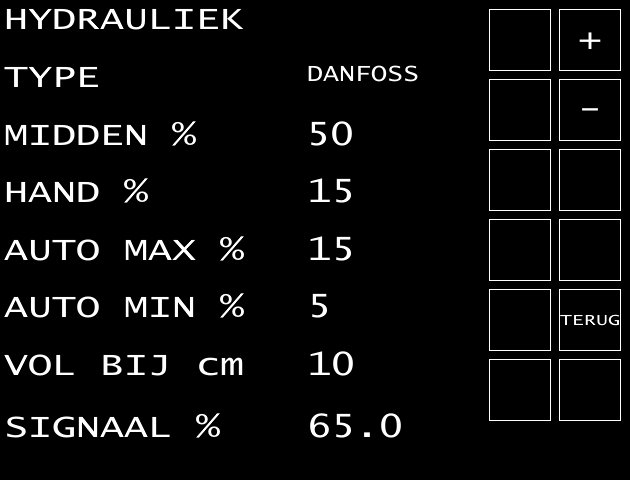 HYDRAULIEK
+
TYPE DANFOSS
-
MIDDEN % 50
HAND % 15
AUTO MAX % 15
AUTO MIN % 5
TERUG
VOL BIJ cm 10
SIGNAAL % 65.0